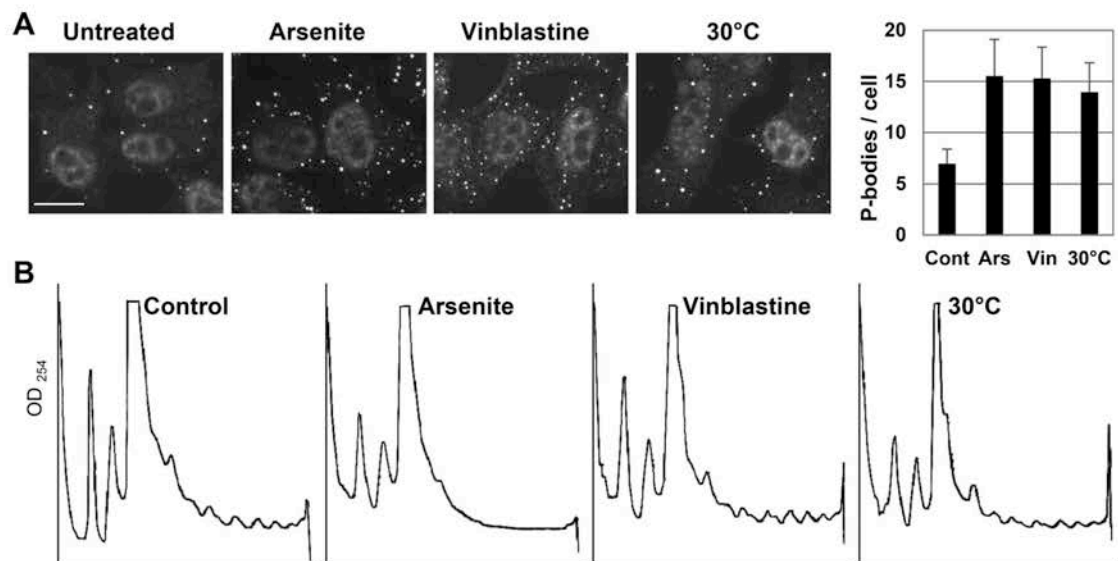 A
Untreated
Arsenite
Vinblastine
30°C
P-bodies / cell
20
15
10
5
0
Cont Ars Vin 30°C
B
OD 254
Control
Arsenite
Vinblastine
30°C